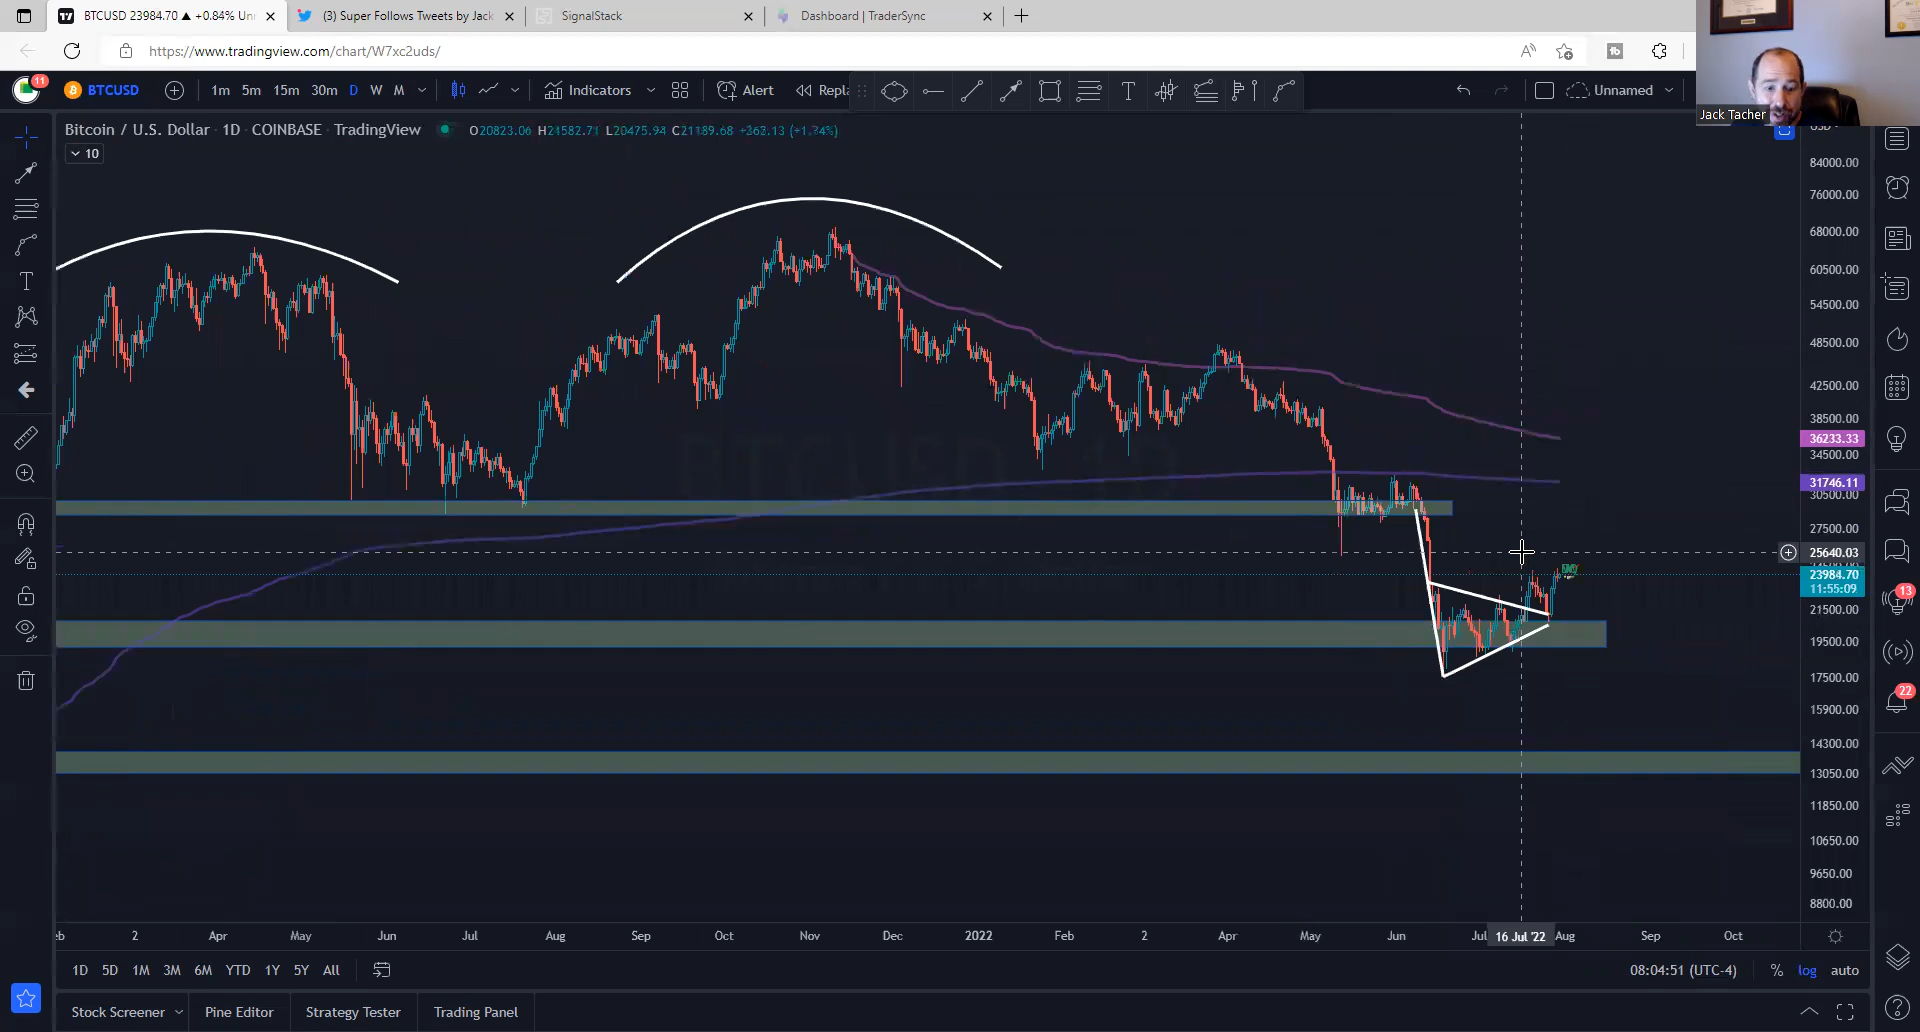 BTCUSD 23984.70 ▲ +0.84% Un
(3) Super Follows Tweets by Jack
SignalStack
Dashboard | TraderSync
https://www.tradingview.com/chart/W7xc2uds/
11
BTCUSD
1m 5m 15m 30m D W M
Indicators
Alert
Repla
T
Unnamed
Jack Tacher
Bitcoin / U.S. Dollar · 1D · COINBASE · TradingView
O20823.06 H21582.71 L20475.94 C21189.68 +363.13 (+1.74%)
10
84000.00
76000.00
68000.00
60500.00
54500.00
48500.00
42500.00
38500.00
36233.33
34500.00
31746.11
30500.00
27500.00
25640.03
23984.70
11:55:09
21500.00
19500.00
17500.00
15900.00
14300.00
13050.00
11850.00
10650.00
9650.00
8800.00
13
22
2 Apr May Jun Jul Aug Sep Oct Nov Dec 2022 Feb 2 Apr May Jun Jul 16 Jul '22 Aug Sep Oct
1D 5D 1M 3M 6M YTD 1Y 5Y All
08:04:51 (UTC-4)
% log auto
Stock Screener
Pine Editor
Strategy Tester
Trading Panel